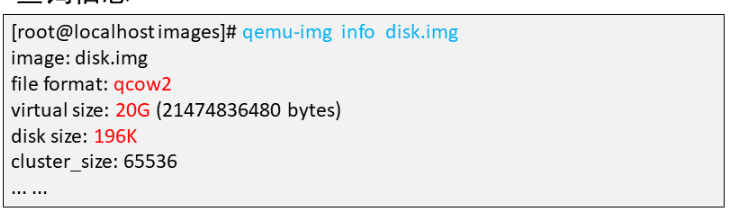 [root@localhost images]# qemu-img info disk.img
image: disk.img
file format: qcow2
virtual size: 20G (21474836480 bytes)
disk size: 196K
cluster_size: 65536
... ...